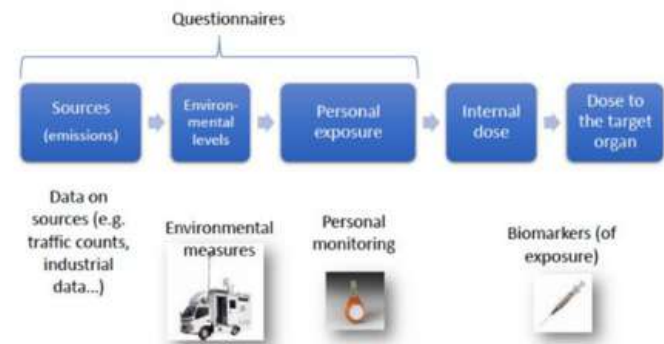 Questionnaires
Sources
(emissions)
Environ-
mental
levels
Personal
exposure
Internal
dose
Dose to
the target
organ
Data on
sources (e.g.
traffic counts,
industrial
data...)
Environmental
measures
Personal
monitoring
Biomarkers (of
exposure)